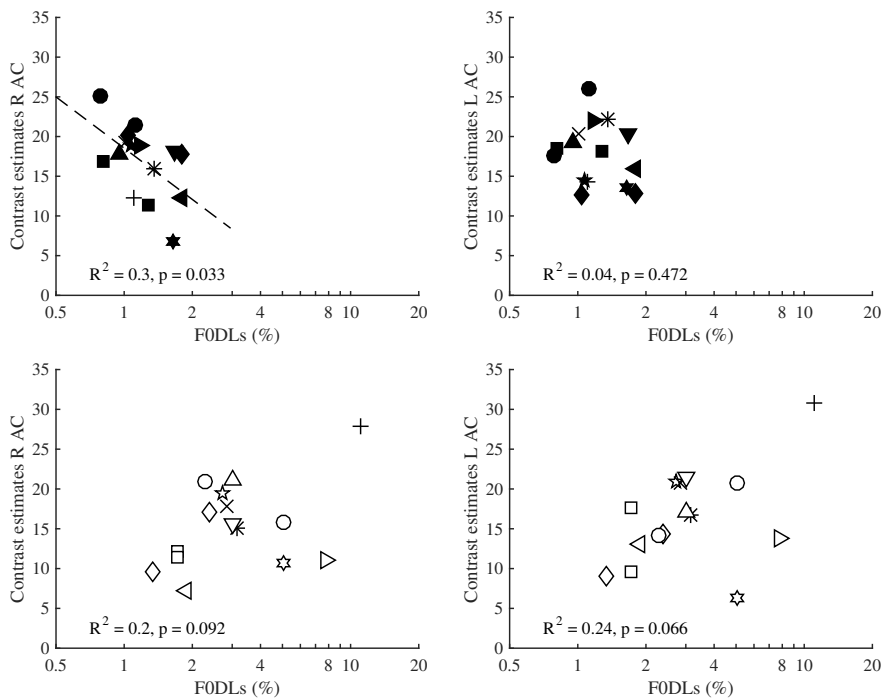 35
30
25
20
15
10
5
0
Contrast estimates R AC
R² = 0.3, p = 0.033
0.5 1 2 4 8 10 20
F0DLs (%)
35
30
25
20
15
10
5
0
Contrast estimates L AC
R² = 0.04, p = 0.472
0.5 1 2 4 8 10 20
F0DLs (%)
35
30
25
20
15
10
5
0
Contrast estimates R AC
R² = 0.2, p = 0.092
0.5 1 2 4 8 10 20
F0DLs (%)
35
30
25
20
15
10
5
0
Contrast estimates L AC
R² = 0.24, p = 0.066
0.5 1 2 4 8 10 20
F0DLs (%)